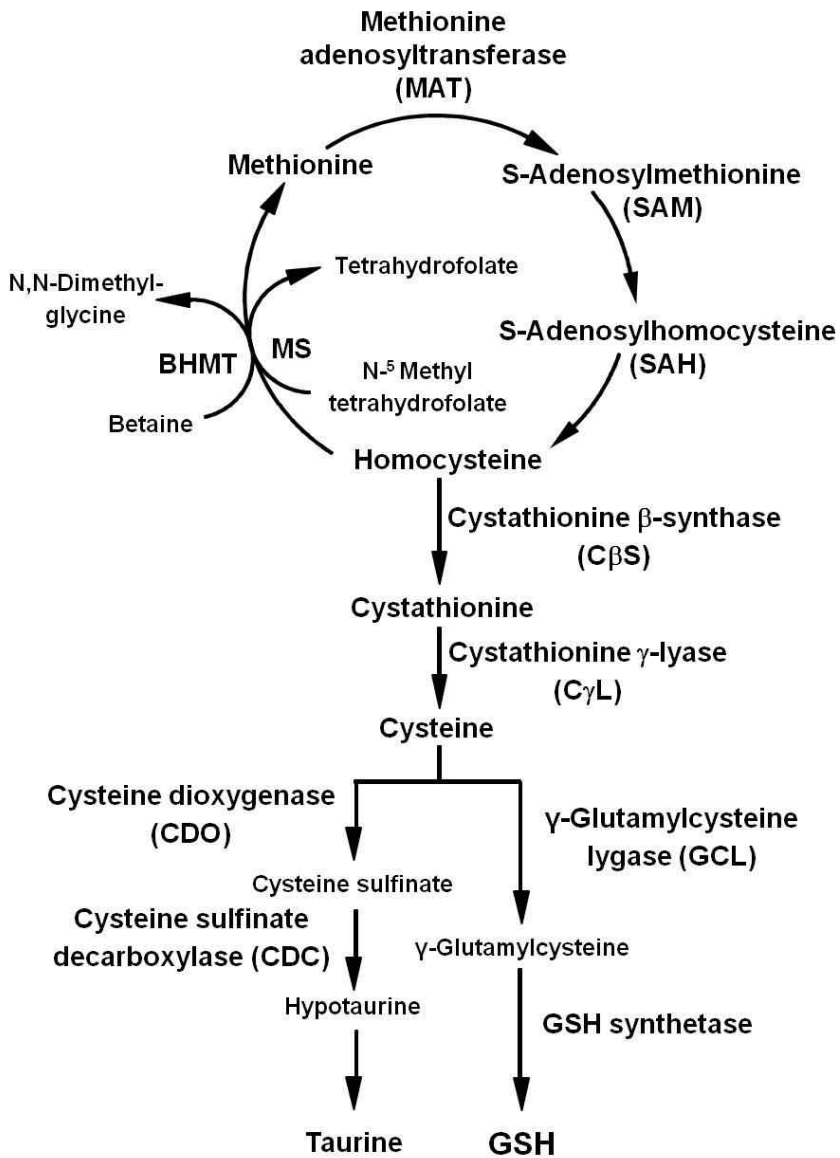 Methionine
adenosyltransferase
(MAT)
Methionine
S-Adenosylmethionine
(SAM)
N,N-Dimethyl-
glycine
Tetrahydrofolate
S-Adenosylhomocysteine
(SAH)
BHMT
MS
N-⁵ Methyl
tetrahydrofolate
Betaine
Homocysteine
Cystathionine β-synthase
(CβS)
Cystathionine
Cystathionine γ-lyase
(CγL)
Cysteine
Cysteine dioxygenase
(CDO)
γ-Glutamylcysteine
lygase (GCL)
Cysteine sulfinate
Cysteine sulfinate
decarboxylase (CDC)
γ-Glutamylcysteine
Hypotaurine
GSH synthetase
Taurine
GSH